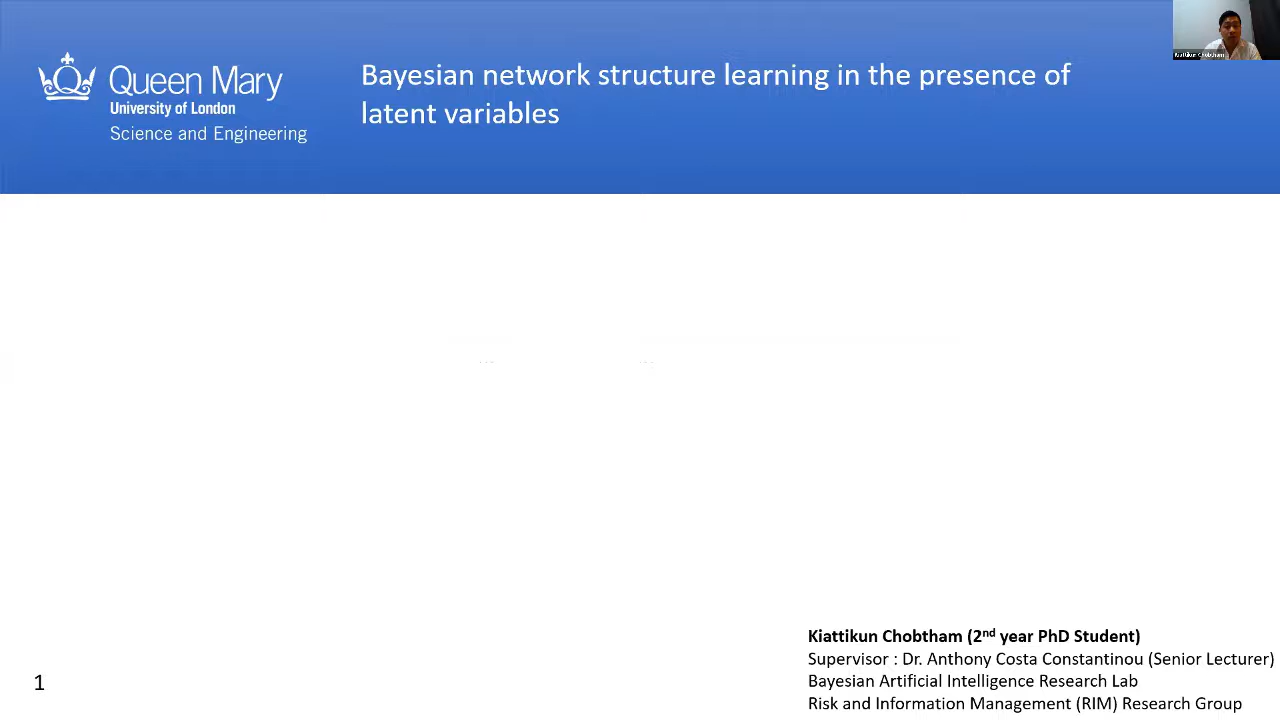 Queen Mary
University of London
Science and Engineering
Bayesian network structure learning in the presence of
latent variables
Kiattikun Chobtham
Kiattikun Chobtham (2nd year PhD Student)
Supervisor : Dr. Anthony Costa Constantinou (Senior Lecturer)
Bayesian Artificial Intelligence Research Lab
Risk and Information Management (RIM) Research Group
1